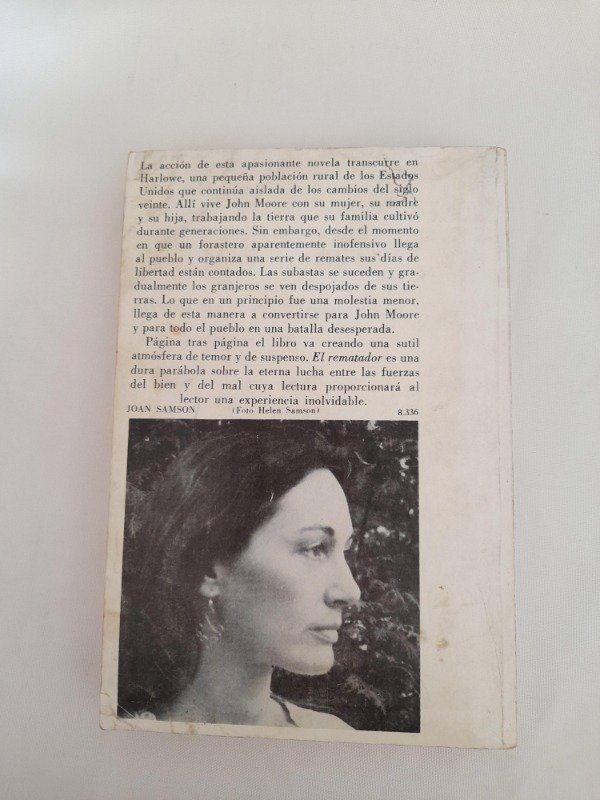 La acción de esta apasionante novela transcurre en
Harlowe, una pequeña población rural de los Estados
Unidos que continúa aislada de los cambios del siglo
veinte. Allí vive John Moore con su mujer, su madre
y su hija, trabajando la tierra que su familia cultivó
durante generaciones. Sin embargo, desde el momento
en que un forastero aparentemente inofensivo llega
al pueblo y organiza una serie de remates sus días de
libertad están contados. Las subastas se suceden y gra-
dualmente los granjeros se ven despojados de sus tie-
rras. Lo que en un principio fue una molestia menor,
llega de esta manera a convertirse para John Moore
y para todo el pueblo en una batalla desesperada.
Página tras página el libro va creando una sutil
atmósfera de temor y de suspenso. El rematador es una
dura parábola sobre la eterna lucha entre las fuerzas
del bien y del mal cuya lectura proporcionará al
lector una experiencia inolvidable.
JOAN SAMSON (Foto Helen Samson) 8.336